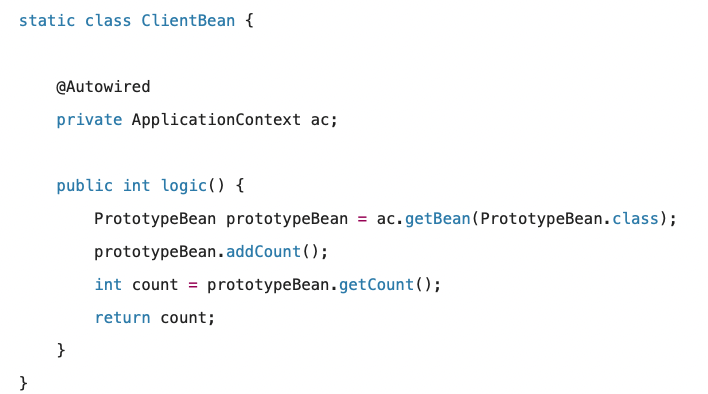 static class ClientBean {
@Autowired
private ApplicationContext ac;
public int logic() {
PrototypeBean prototypeBean = ac.getBean(PrototypeBean.class);
prototypeBean.addCount();
int count = prototypeBean.getCount();
return count;
}
}